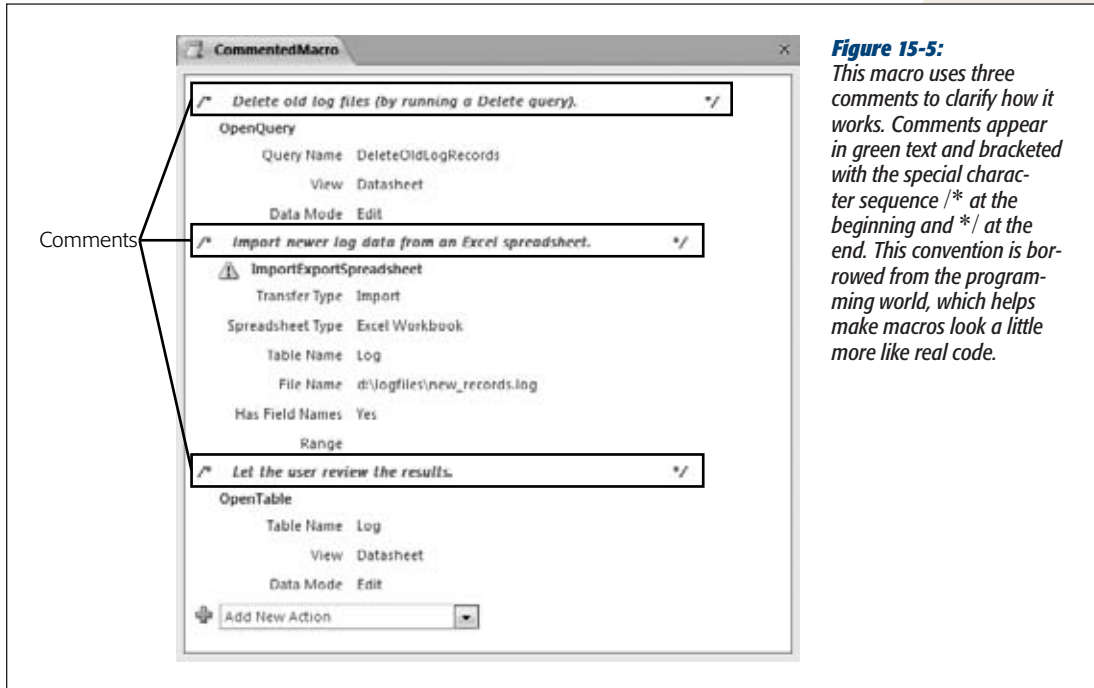 CommentedMacro
/* Delete old log files (by running a Delete query). */
OpenQuery
Query Name DeleteOldLogRecords
View Datasheet
Data Mode Edit
Comments
/* Import newer log data from an Excel spreadsheet. */
ImportExportSpreadsheet
Transfer Type Import
Spreadsheet Type Excel Workbook
Table Name Log
File Name d:\logfiles\new_records.log
Has Field Names Yes
Range
/* Let the user review the results. */
OpenTable
Table Name Log
View Datasheet
Data Mode Edit
Add New Action
Figure 15-5:
This macro uses three
comments to clarify how it
works. Comments appear
in green text and bracketed
with the special charac-
ter sequence /* at the
beginning and */ at the
end. This convention is bor-
rowed from the program-
ming world, which helps
make macros look a little
more like real code.